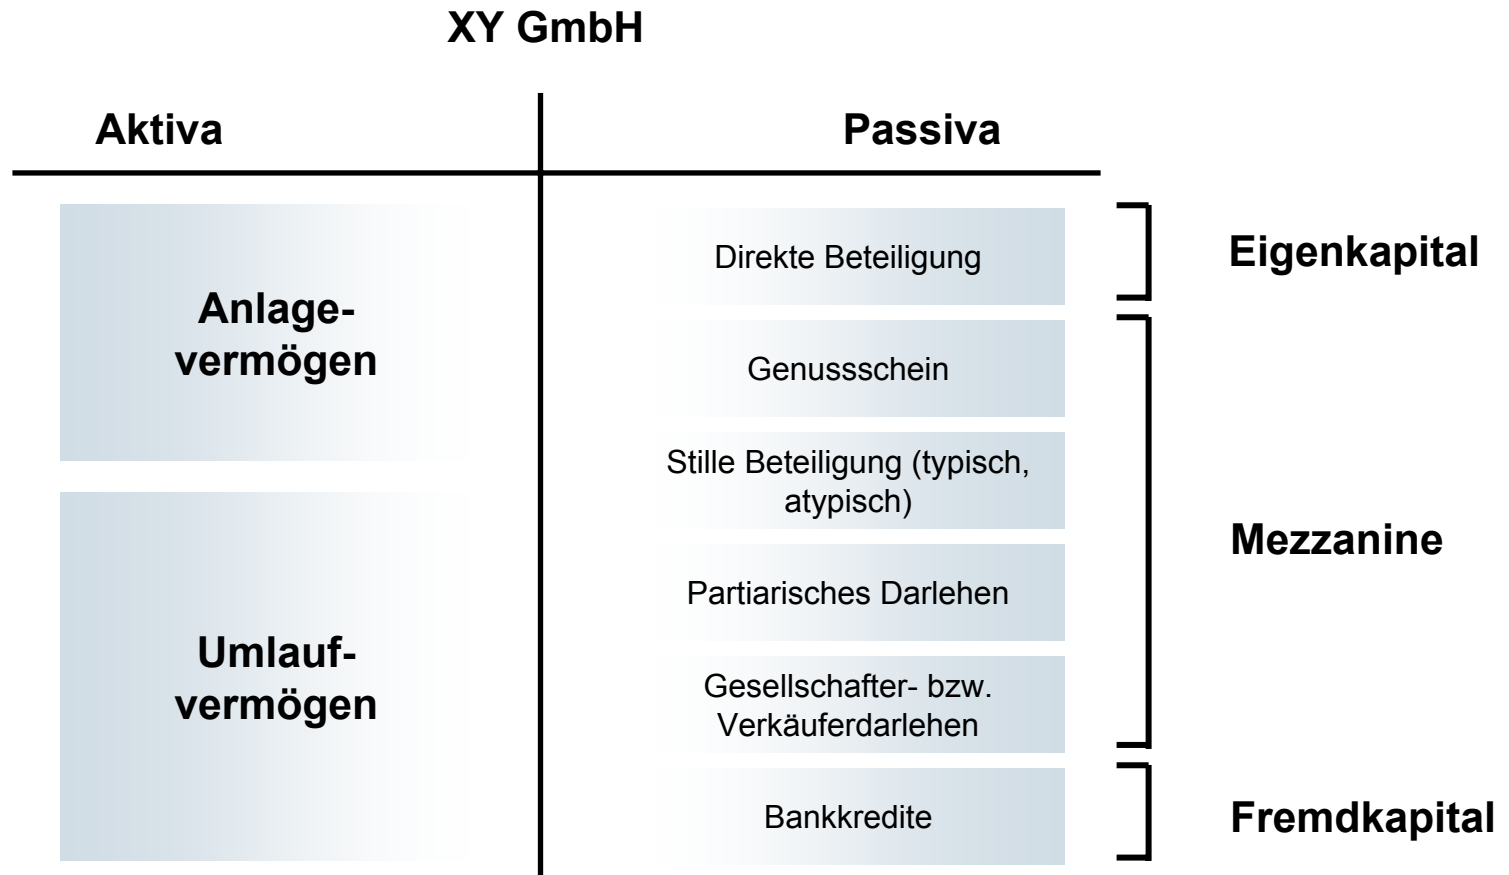 XY GmbH
Aktiva
Passiva
Anlage-
vermögen
Umlauf-
vermögen
Direkte Beteiligung
Genussschein
Stille Beteiligung (typisch,
atypisch)
Partiarisches Darlehen
Gesellschafter- bzw.
Verkäuferdarlehen
Bankkredite
Eigenkapital
Mezzanine
Fremdkapital